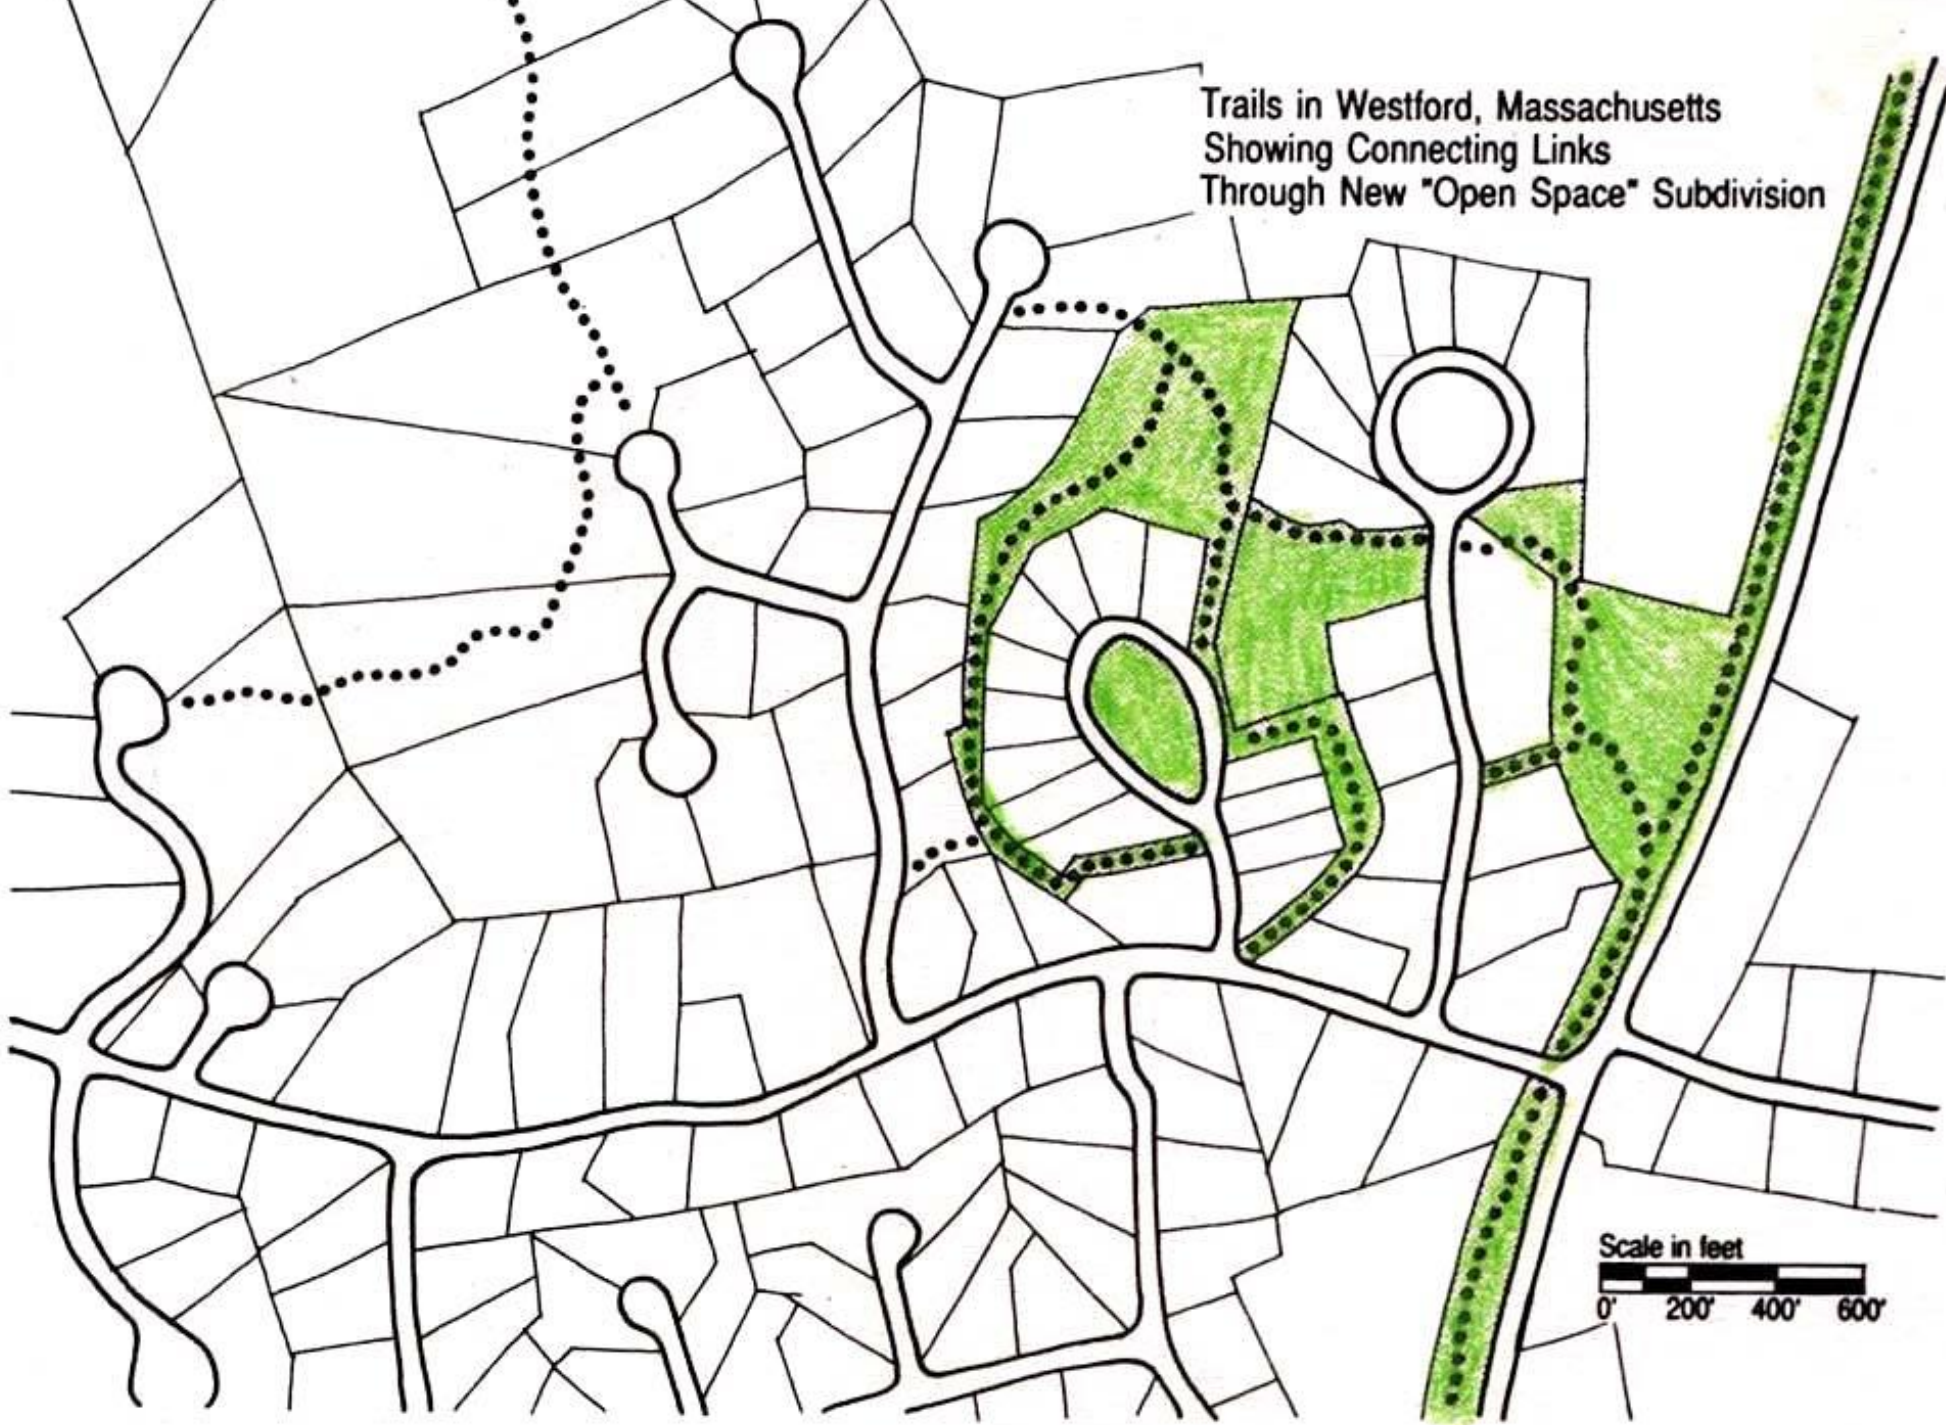 Trails in Westford, Massachusetts
Showing Connecting Links
Through New "Open Space" Subdivision
Scale in feet
0' 200' 400' 600'